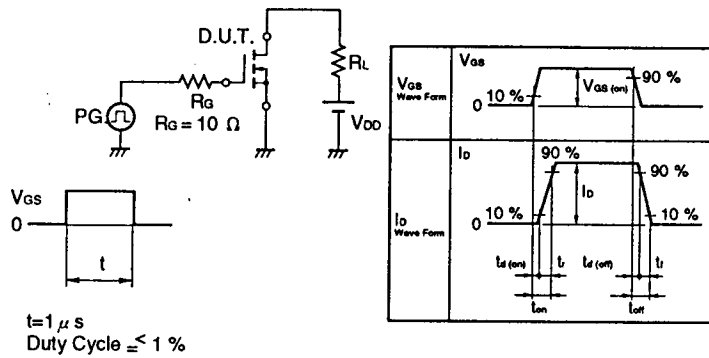 D.U.T.
RL
RG
PG.
RG = 10 Ω
VDD
VGS
0
t
t=1 μ s
Duty Cycle ≦ 1 %
VGS
Wave Form
VGS
10 %
0
VGS (on)
90 %
ID
Wave Form
ID
90 %
90 %
10 %
0
ID
10 %
td (on)
tr
td (off)
tf
ton
toff